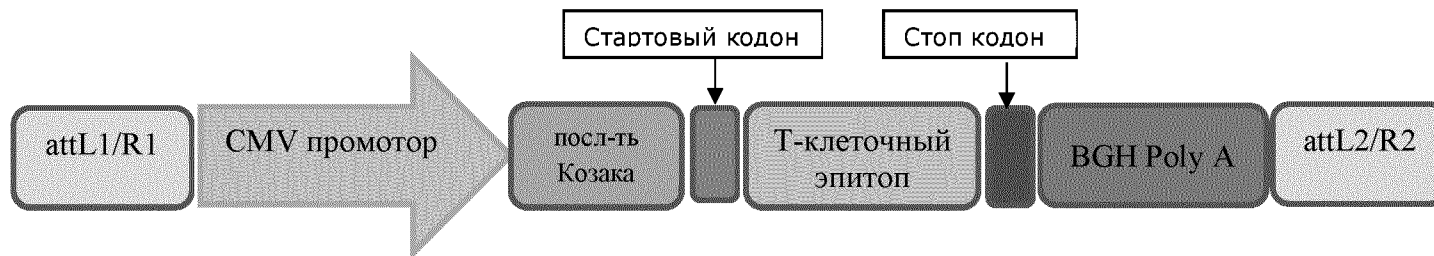 Стартовый кодон
Стоп кодон
attL1/R1
CMV промотор
посл-ть
Козака
Т-клеточный
эпитоп
BGH Poly A
attL2/R2